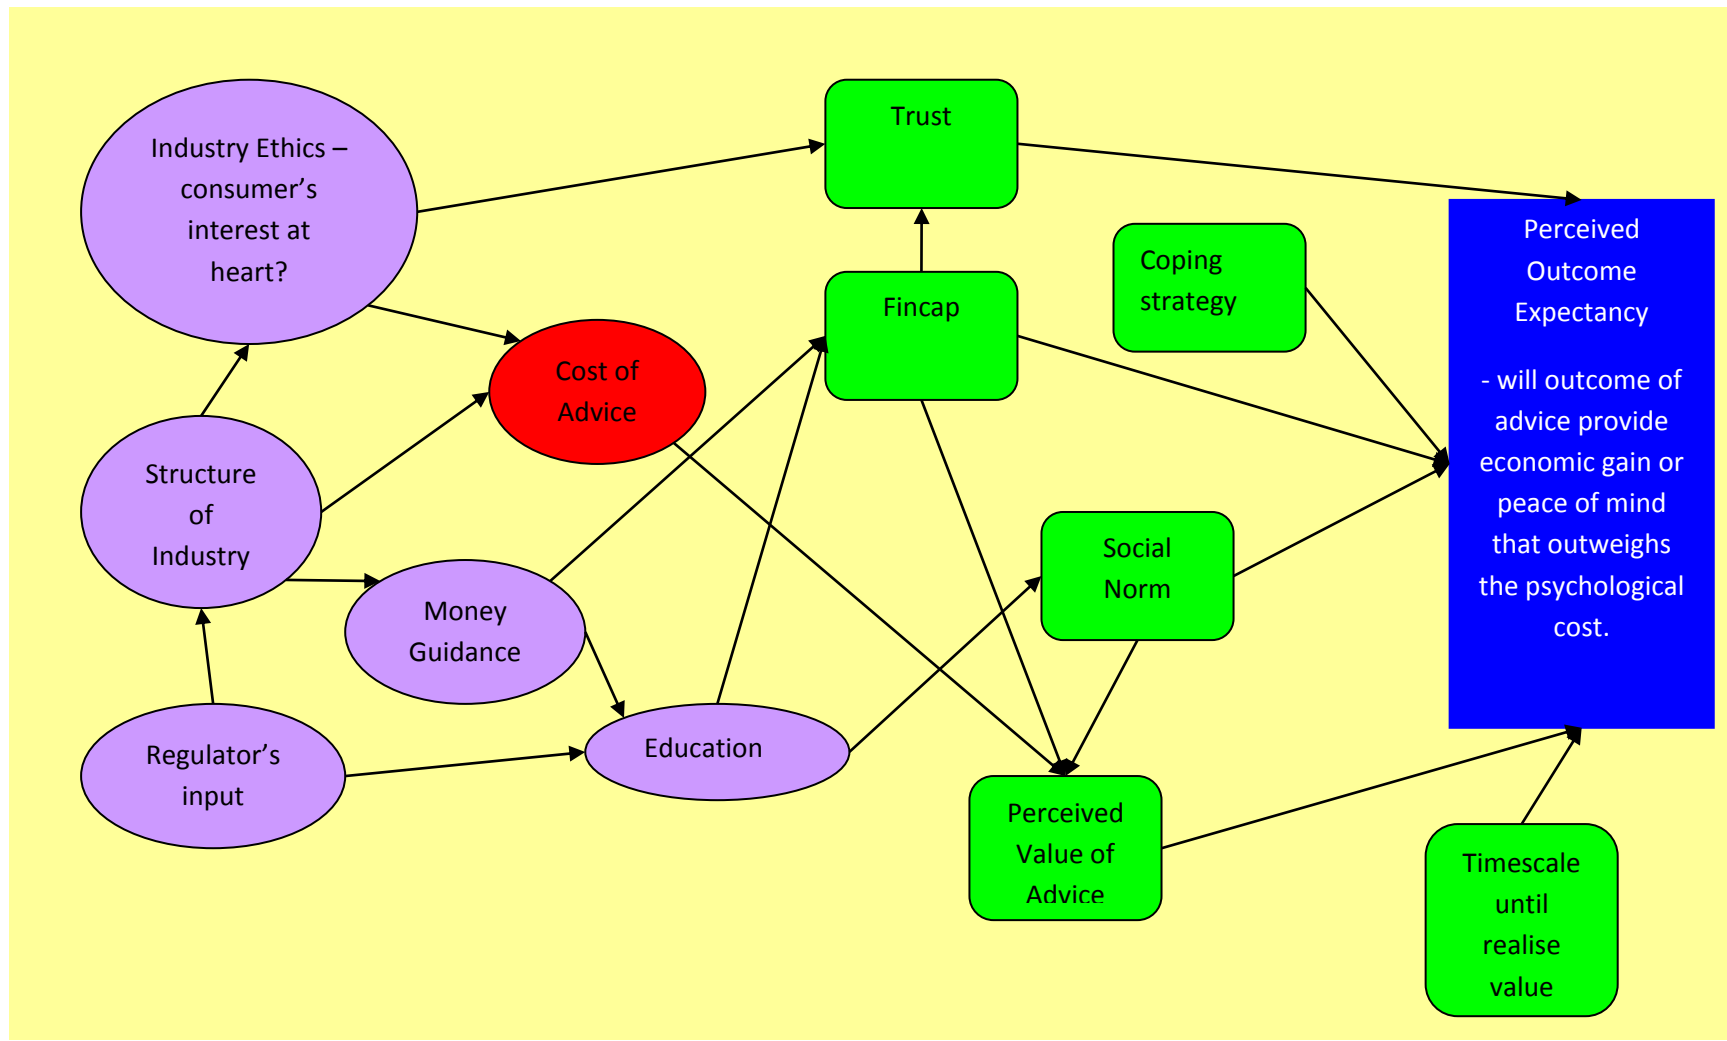 Industry Ethics –
consumer’s
interest at
heart?
Trust
Perceived
Outcome
Expectancy
- will outcome of
advice provide
economic gain or
peace of mind
that outweighs
the psychological
cost.
Coping
strategy
Fincap
Cost of
Advice
Structure
of
Industry
Social
Norm
Money
Guidance
Regulator’s
input
Education
Perceived
Value of
Advice
Timescale
until
realise
value